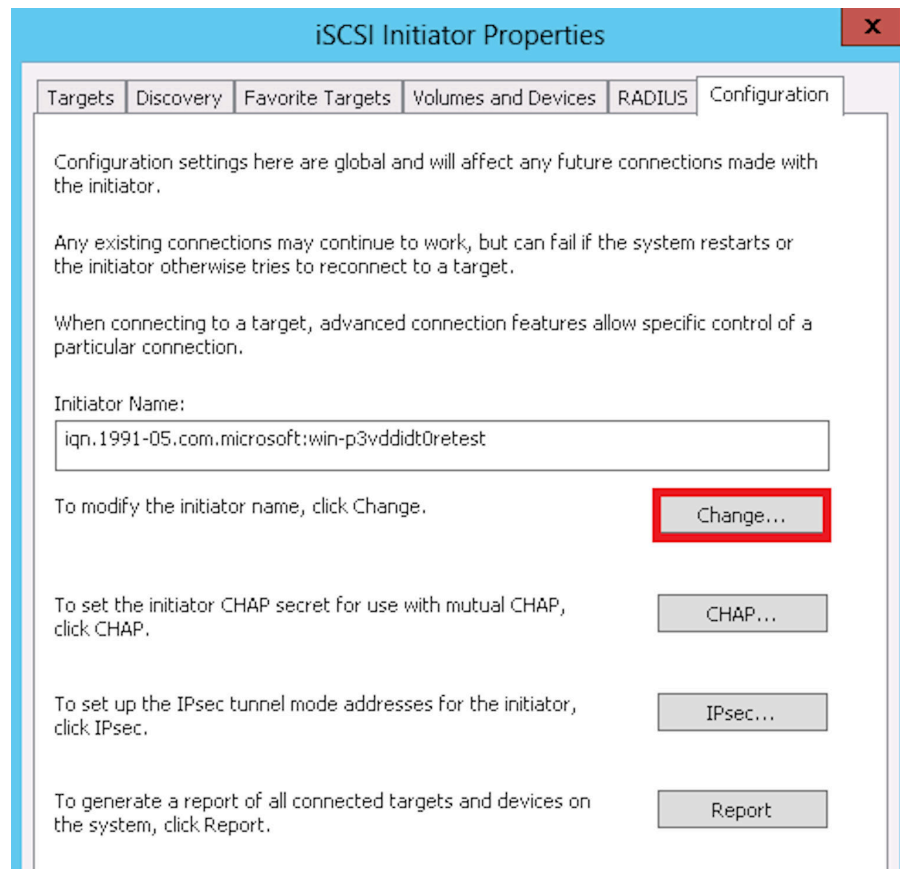 iSCSI Initiator Properties
x
Targets Discovery Favorite Targets Volumes and Devices RADIUS Configuration
Configuration settings here are global and will affect any future connections made with
the initiator.
Any existing connections may continue to work, but can fail if the system restarts or
the initiator otherwise tries to reconnect to a target.
When connecting to a target, advanced connection features allow specific control of a
particular connection.
Initiator Name:
iqn.1991-05.com.microsoft:win-p3vddidt0retest
To modify the initiator name, click Change.
Change...
To set the initiator CHAP secret for use with mutual CHAP,
click CHAP.
CHAP...
To set up the IPsec tunnel mode addresses for the initiator,
click IPsec.
IPsec...
To generate a report of all connected targets and devices on
the system, click Report.
Report